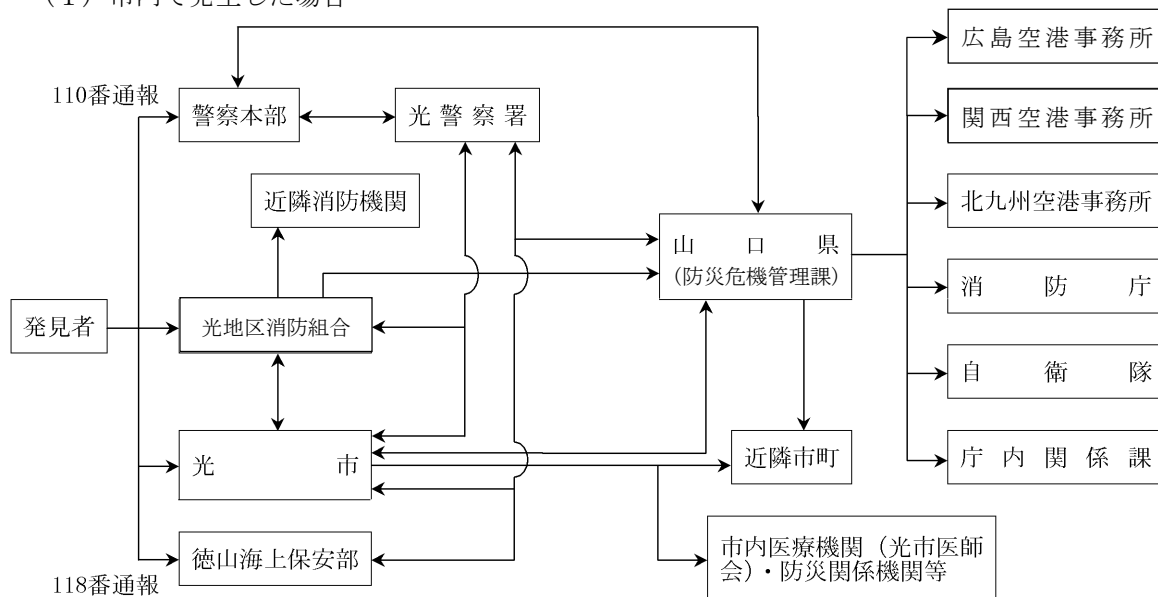 （１）市内で発生した場合
広島空港事務所
110番通報
警察本部
光警察署
関西空港事務所
近隣消防機関
北九州空港事務所
山口県
（防災危機管理課）
消防庁
発見者
光地区消防組合
自衛隊
光市
近隣市町
庁内関係課
徳山海上保安部
市内医療機関（光市医師
会）・防災関係機関等
118番通報